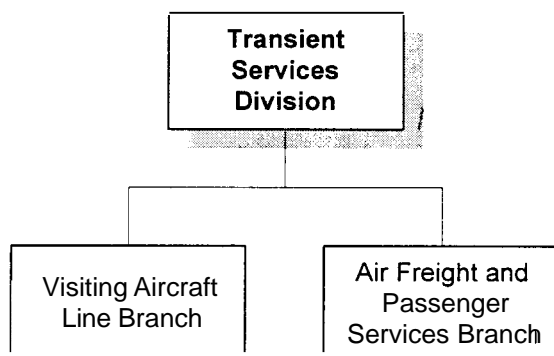 Transient
Services
Division
Visiting Aircraft
Line Branch
Air Freight and
Passenger
Services Branch